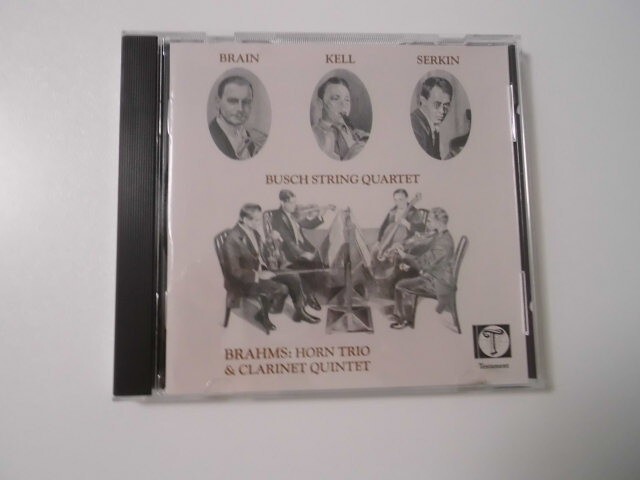 BRAIN KELL SERKIN
BUSCH STRING QUARTET
BRAHMS: HORN TRIO
& CLARINET QUINTET
T
Testament